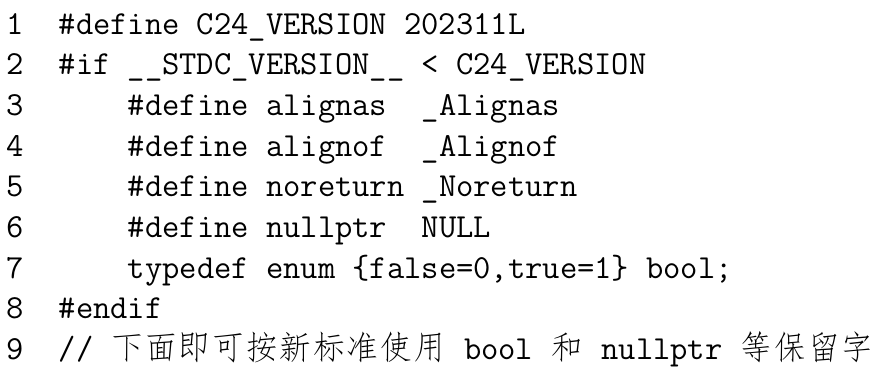 1 #define C24_VERSION 202311L
2 #if __STDC_VERSION__ < C24_VERSION
3     #define alignas  _Alignas
4     #define alignof  _Alignof
5     #define noreturn _Noreturn
6     #define nullptr  NULL
7     typedef enum {false=0,true=1} bool;
8 #endif
9 // 下面即可按新标准使用 bool 和 nullptr 等保留字